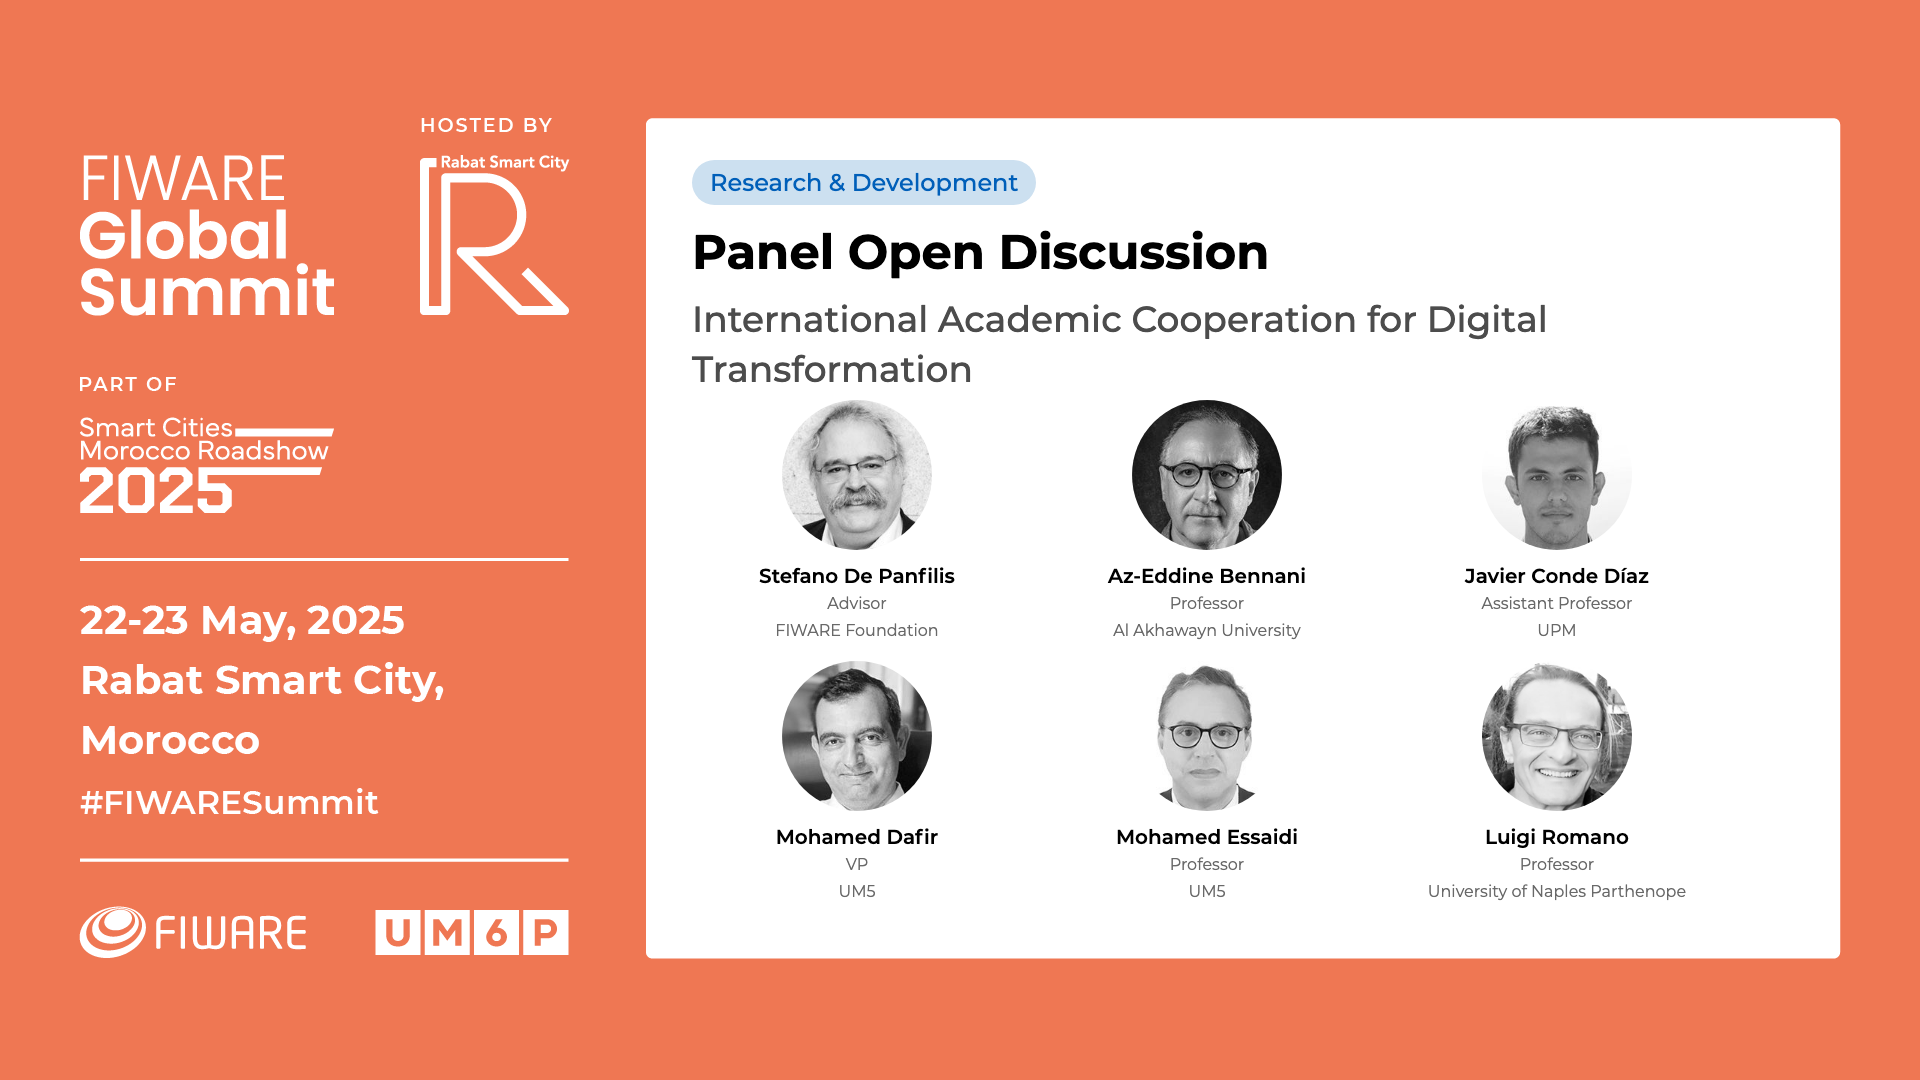 FIWARE
Global
Summit
HOSTED BY
Rabat Smart City
R
PART OF
Smart Cities
Morocco Roadshow
2025
22-23 May, 2025
Rabat Smart City,
Morocco
#FIWARESummit
FIWARE
UM6P
Research & Development
Panel Open Discussion
International Academic Cooperation for Digital
Transformation
Stefano De Panfilis
Advisor
FIWARE Foundation
Az-Eddine Bennani
Professor
Al Akhawayn University
Javier Conde Díaz
Assistant Professor
UPM
Mohamed Dafir
VP
UM5
Mohamed Essaidi
Professor
UM5
Luigi Romano
Professor
University of Naples Parthenope